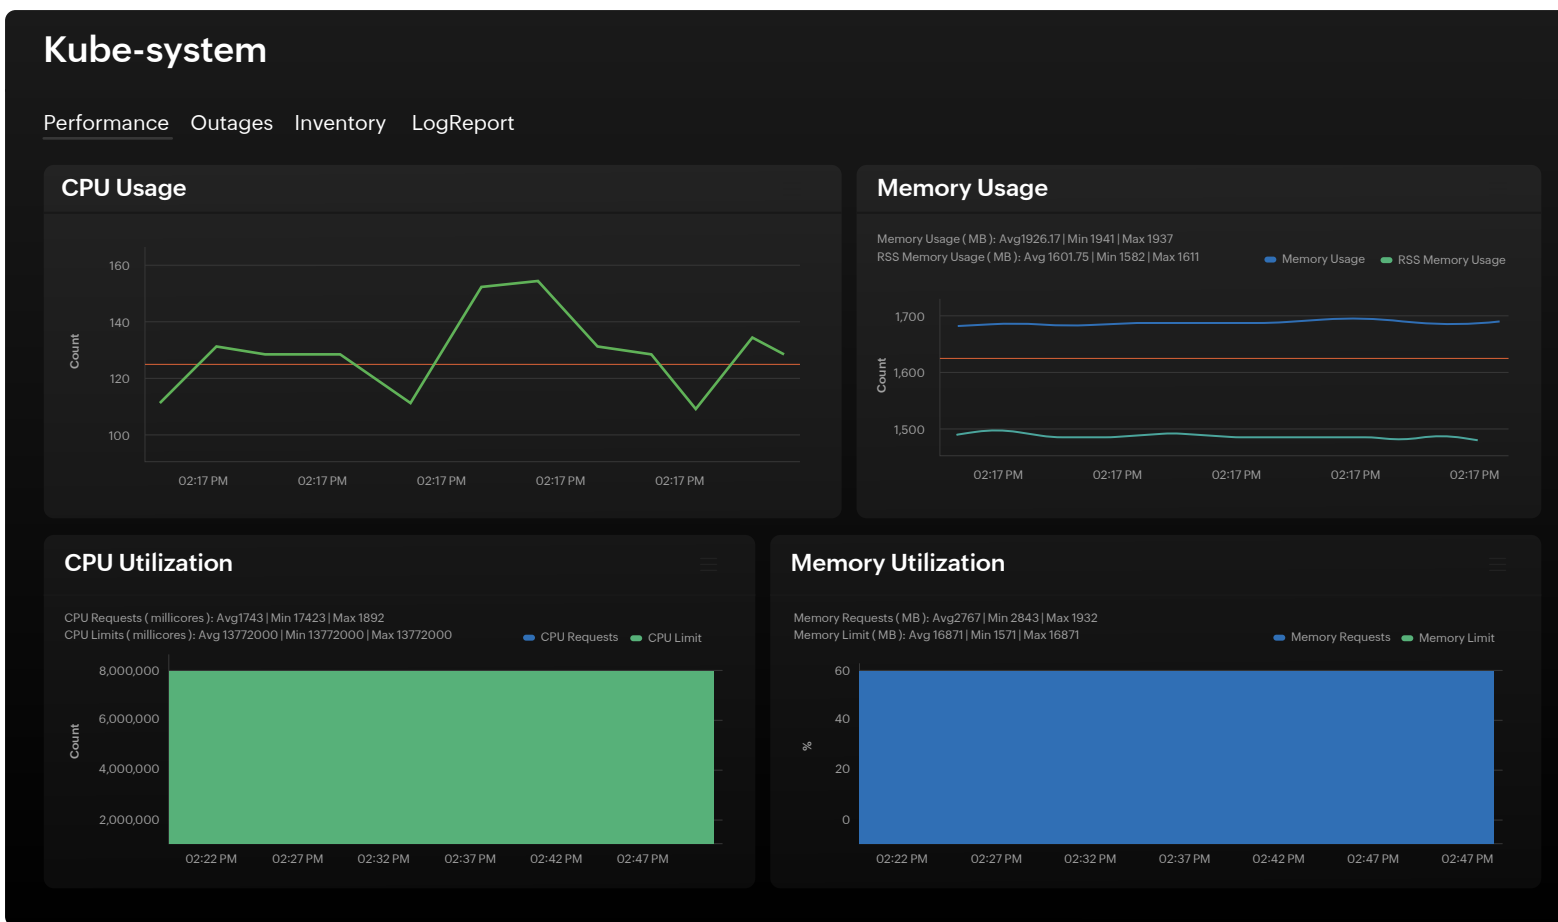 Kube-system
Performance Outages Inventory LogReport
CPU Usage
160
140
120
100
Count
02:17 PM 02:17 PM 02:17 PM 02:17 PM 02:17 PM
Memory Usage
Memory Usage ( MB ): Avg1926.17 | Min 1941 | Max 1937
RSS Memory Usage ( MB ): Avg 1601.75 | Min 1582 | Max 1611
Memory Usage RSS Memory Usage
1,700
1,600
1,500
Count
02:17 PM 02:17 PM 02:17 PM 02:17 PM 02:17 PM
CPU Utilization
CPU Requests ( millicores ): Avg1743 | Min 17423 | Max 1892
CPU Limits ( millicores ): Avg 13772000 | Min 13772000 | Max 13772000
CPU Requests CPU Limit
8,000,000
6,000,000
4,000,000
2,000,000
Count
02:22 PM 02:27 PM 02:32 PM 02:37 PM 02:42 PM 02:47 PM
Memory Utilization
Memory Requests ( MB ): Avg2767 | Min 2843 | Max 1932
Memory Limit ( MB ): Avg 16871 | Min 1571 | Max 16871
Memory Requests Memory Limit
60
40
20
0
%
02:22 PM 02:27 PM 02:32 PM 02:37 PM 02:42 PM 02:47 PM 02:47 PM